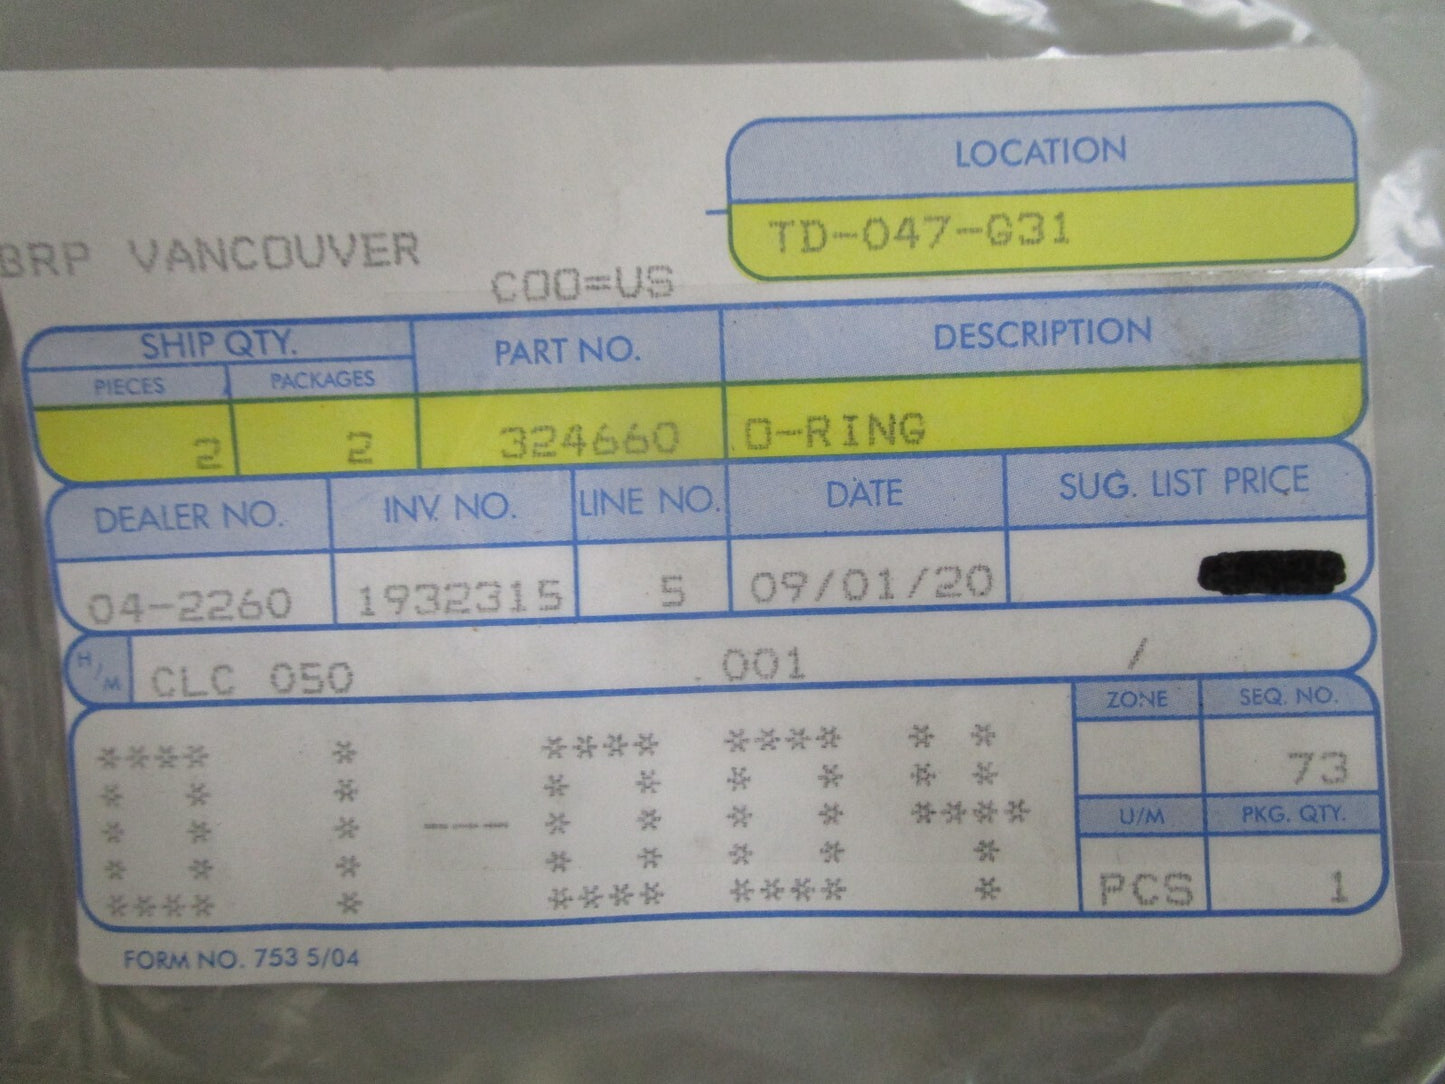 LOCATION
TD-047-G31
BRP VANCOUVER
COO=US
SHIP QTY.
PIECES PACKAGES PART NO. DESCRIPTION
2 2 324660 O-RING
DEALER NO. INV. NO. LINE NO. DATE SUG. LIST PRICE
04-2260 1932315 5 09/01/20
H/M CLC 050 .001 /
ZONE SEQ. NO.
73
U/M PKG. QTY.
PCS 1
01-004
FORM NO. 753 5/04